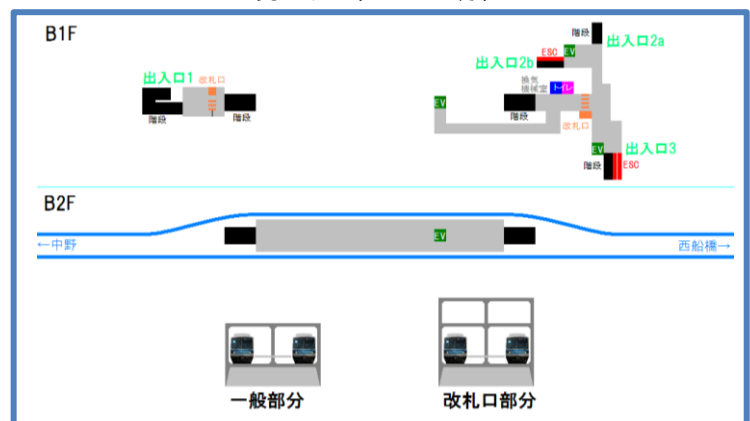 B1F
階段
出入口2a
ESC
EV
出入口2b
出入口1
改札口
換気
機械室
トイレ
EV
階段
階段
階段
改札口
EV
出入口3
階段
ESC
B2F
←中野
EV
西船橋→
一般部分
改札口部分